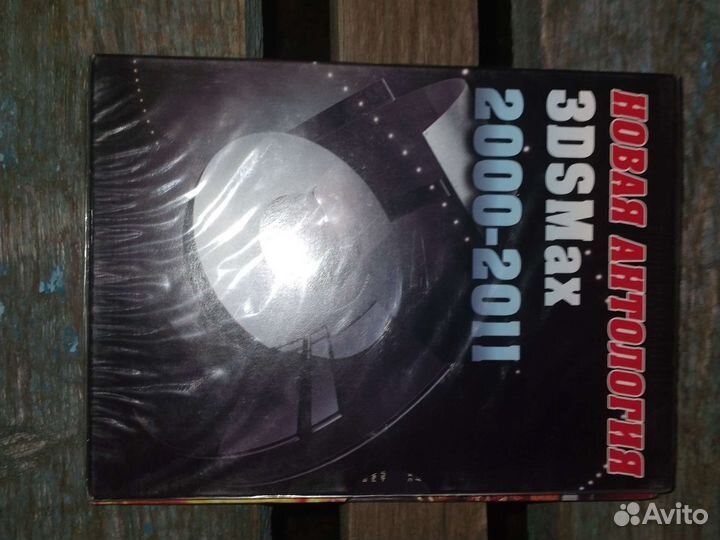 НОВАЯ АНТОЛОГИЯ
3DSMax
2000-2011
Avito